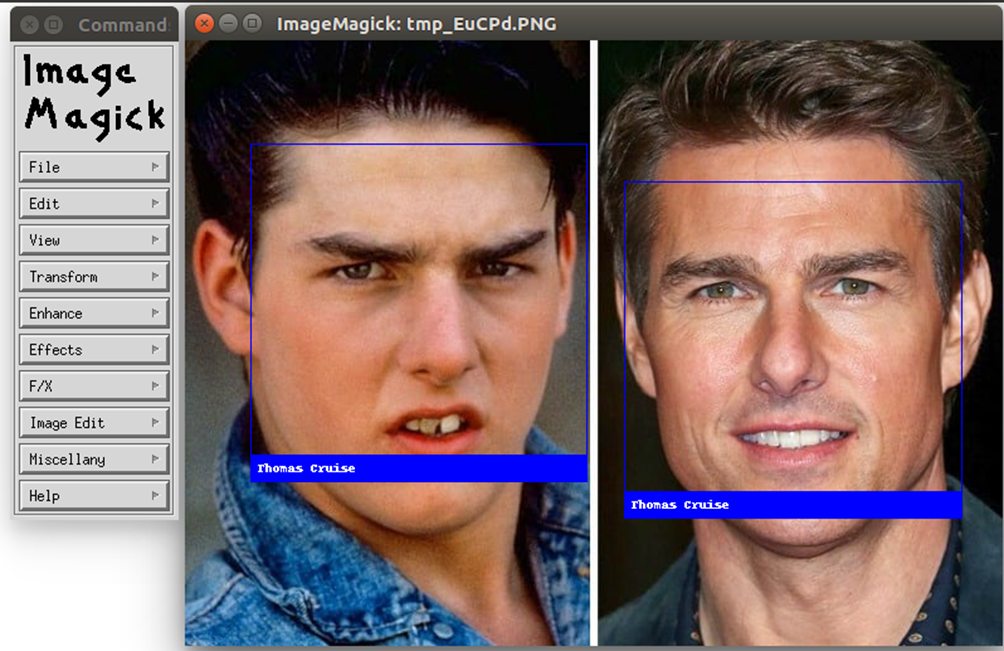 Command:
ImageMagick: tmp_EuCPd.PNG
Image
Magick
File
Edit
View
Transform
Enhance
Effects
F/X
Image Edit
Miscellany
Help
Thomas Cruise
Thomas Cruise